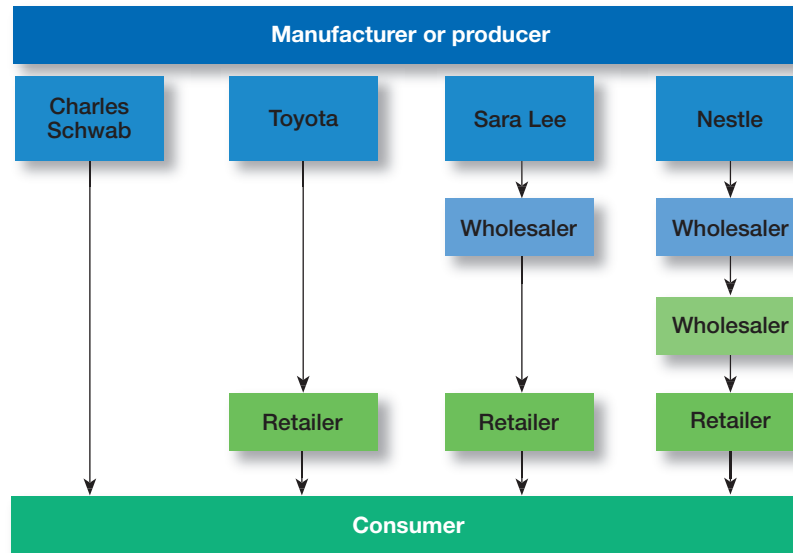 Manufacturer or producer
Charles
Schwab
Toyota
Sara Lee
Nestle
Wholesaler
Wholesaler
Wholesaler
Retailer
Retailer
Retailer
Consumer